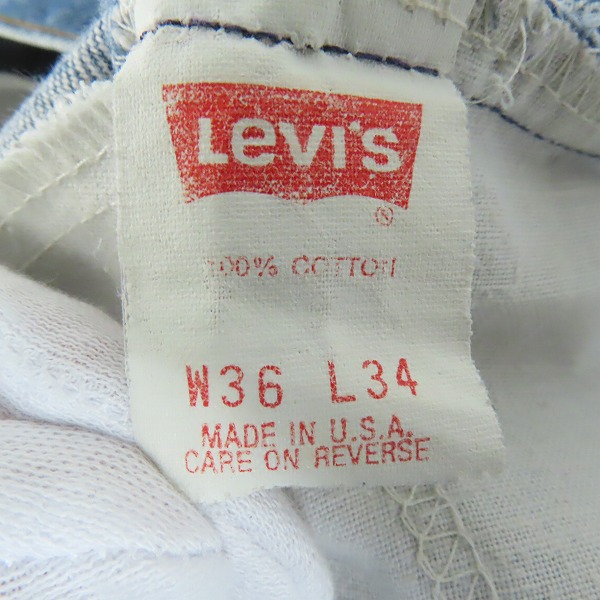 Levi's
®
100% COTTON
W36 L34
MADE IN U.S.A.
CARE ON REVERSE